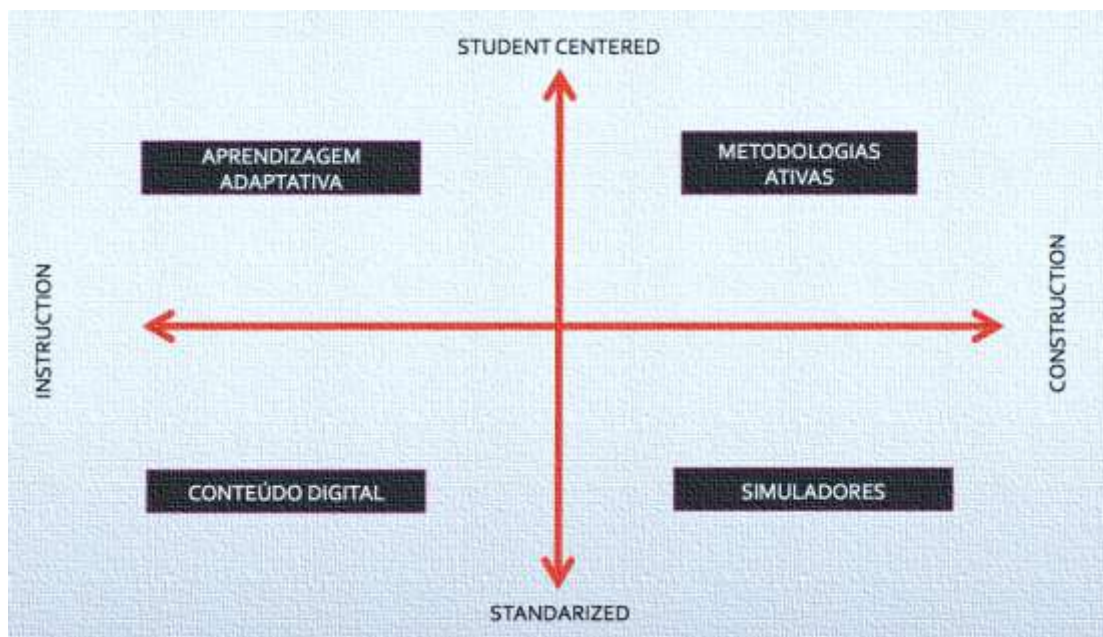 STUDENT CENTERED
APRENDIZAGEM
ADAPTATIVA
METODOLOGIAS
ATIVAS
INSTRUCTION
CONSTRUCTION
CONTEÚDO DIGITAL
SIMULADORES
STANDARIZED